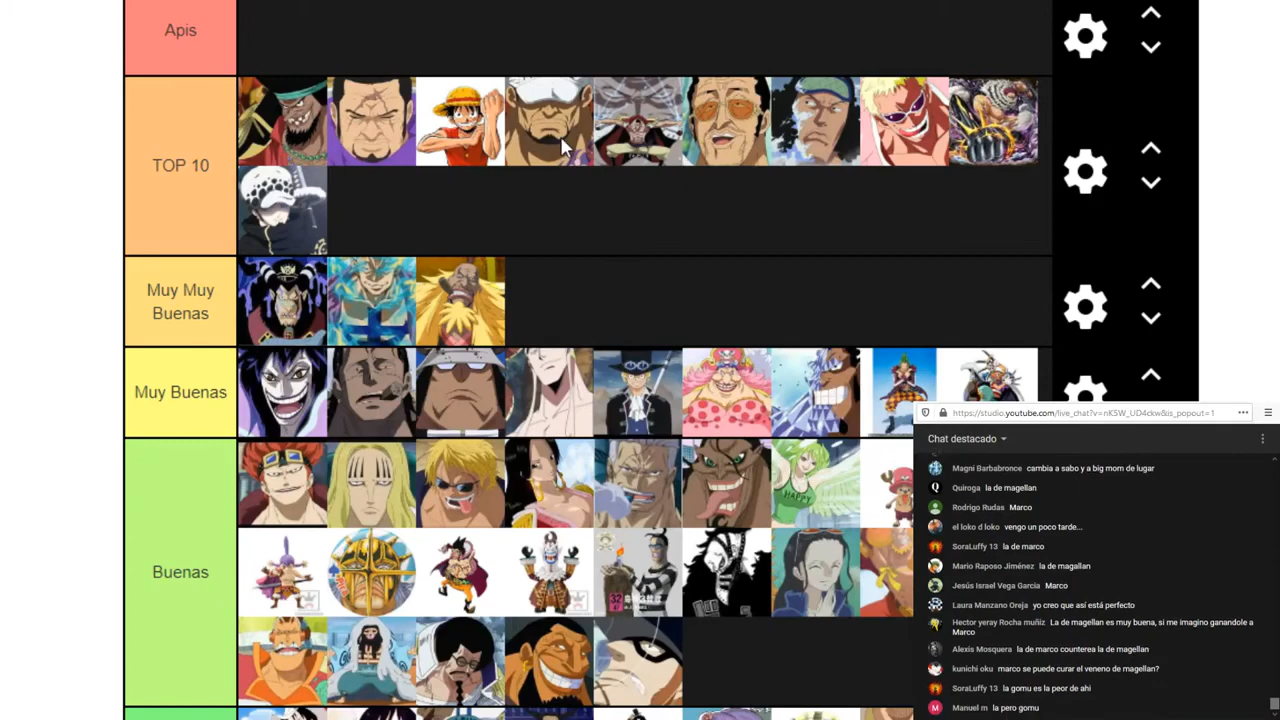 Apis
TOP 10
Muy Muy
Buenas
Muy Buenas
Buenas
HAPPY
32
https://studio.youtube.com/live_chat?v=nKSW_UD4ckw&is_popout=1
Chat destacado
Magni Barbabronce cambia a sabo y a big mom de lugar
Quiroga la de magellan
Rodrigo Rudas Marco
el loko d loko vengo un poco tarde...
SoraLuffy 13 la de marco
Mario Raposo Jiménez la de magallan
Jesús Israel Vega Garcia Marco
Laura Manzano Oreja yo creo que así está perfecto
Hector yeray Rocha muñiz La de magellan es muy buena, si me imagino ganandole a
Marco
Alexis Mosquera la de marco counterea la de magellan
kunichi oku marco se puede curar el veneno de magellan?
SoraLuffy 13 la gomu es la peor de ahi
Manuel m la pero gomu